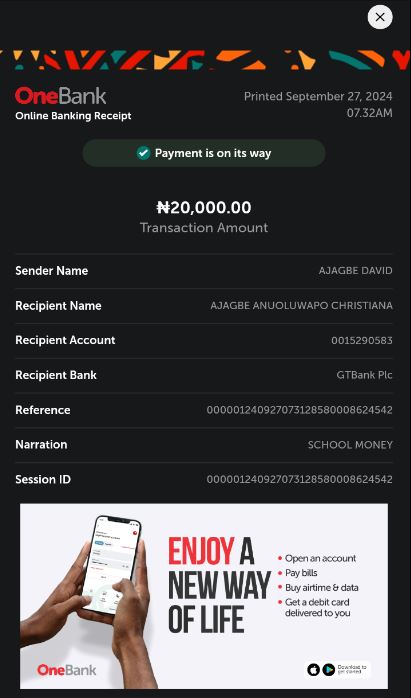 OneBank
Online Banking Receipt
Printed September 27, 2024
07.32AM
Payment is on its way
₦20,000.00
Transaction Amount
Sender Name AJAGBE DAVID
Recipient Name AJAGBE ANUOLUWAPO CHRISTIANA
Recipient Account 0015290583
Recipient Bank GTBank Plc
Reference 000001240927073128580008624542
Narration SCHOOL MONEY
Session ID 000001240927073128580008624542
ENJOY A
NEW WAY
OF LIFE
• Open an account
• Pay bills
• Buy airtime & data
• Get a debit card
delivered to you
OneBank
Download to
get started